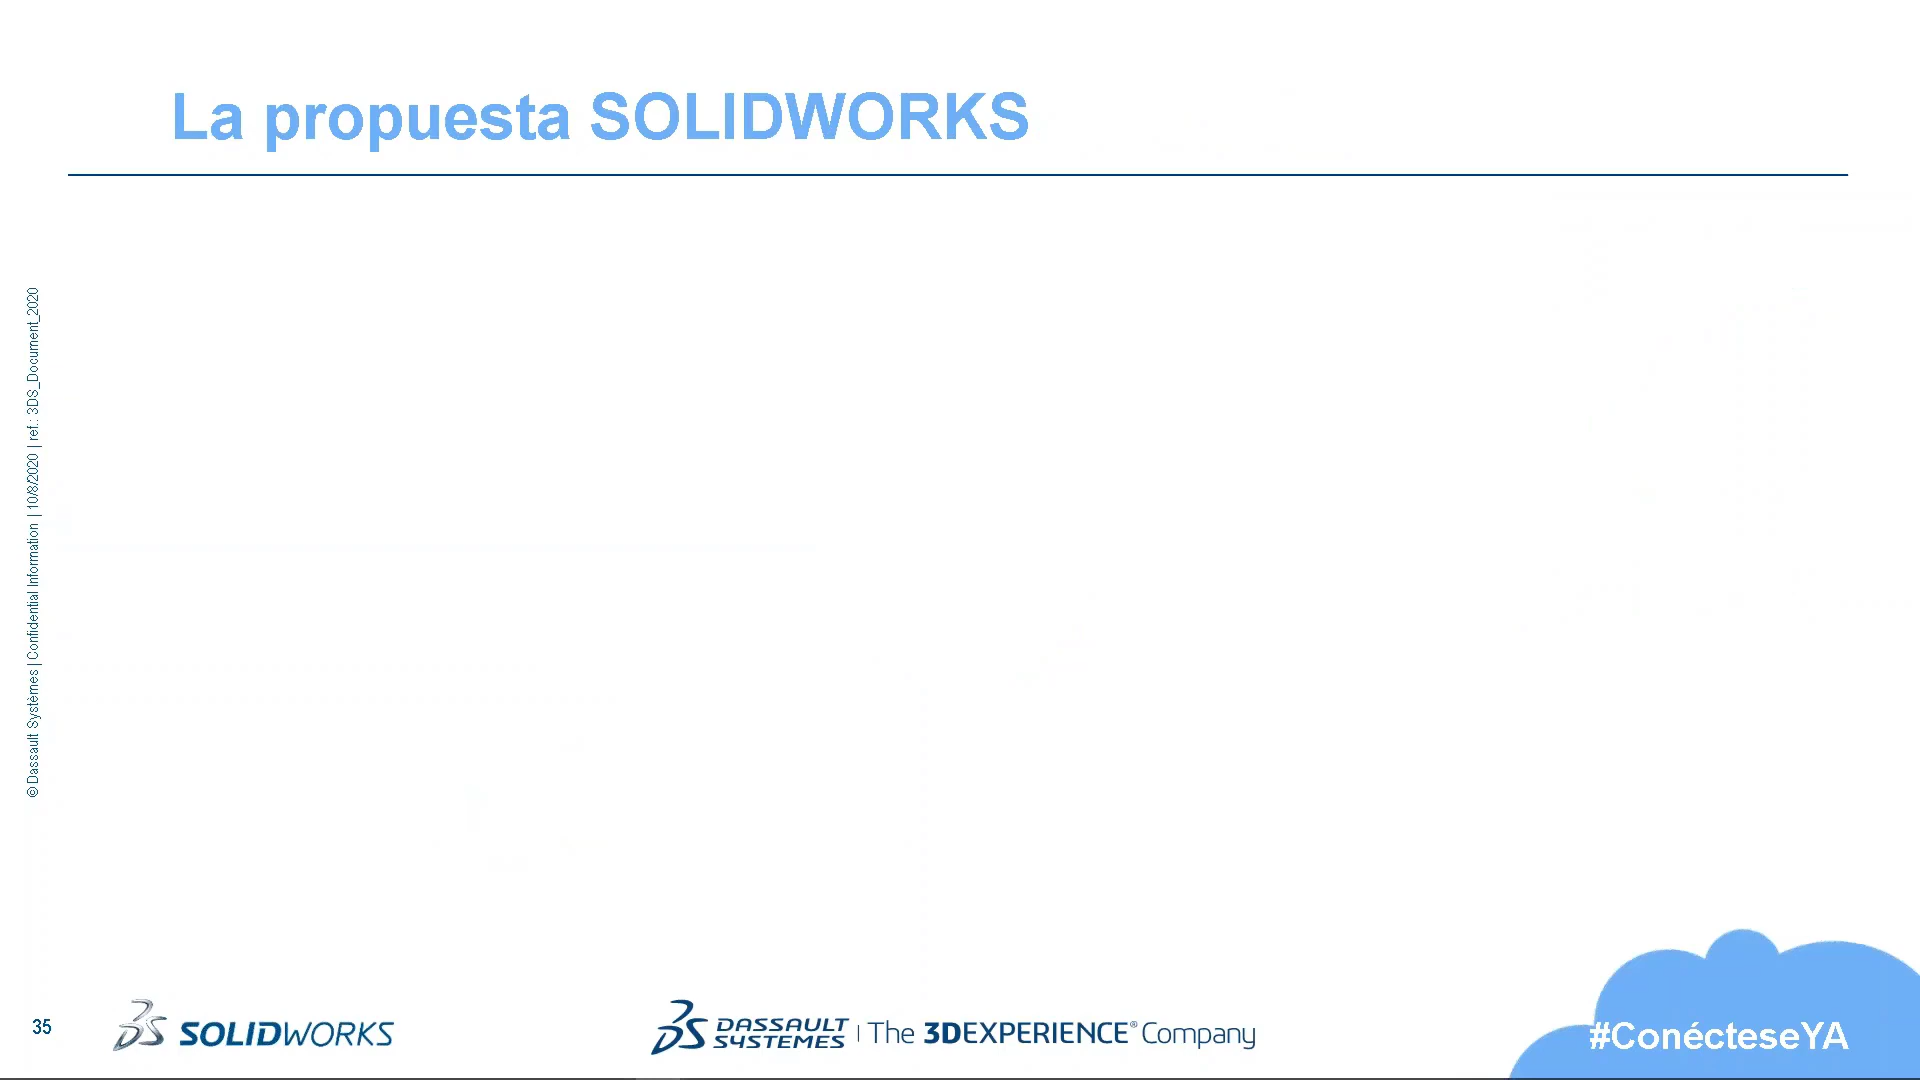 La propuesta SOLIDWORKS
© Dassault Systèmes | Confidential Information | 10/8/2020 | ref.: 3DS_Document_2020
35
SOLIDWORKS
DASSAULT SYSTEMES | The 3DEXPERIENCE® Company
#ConécteseYA